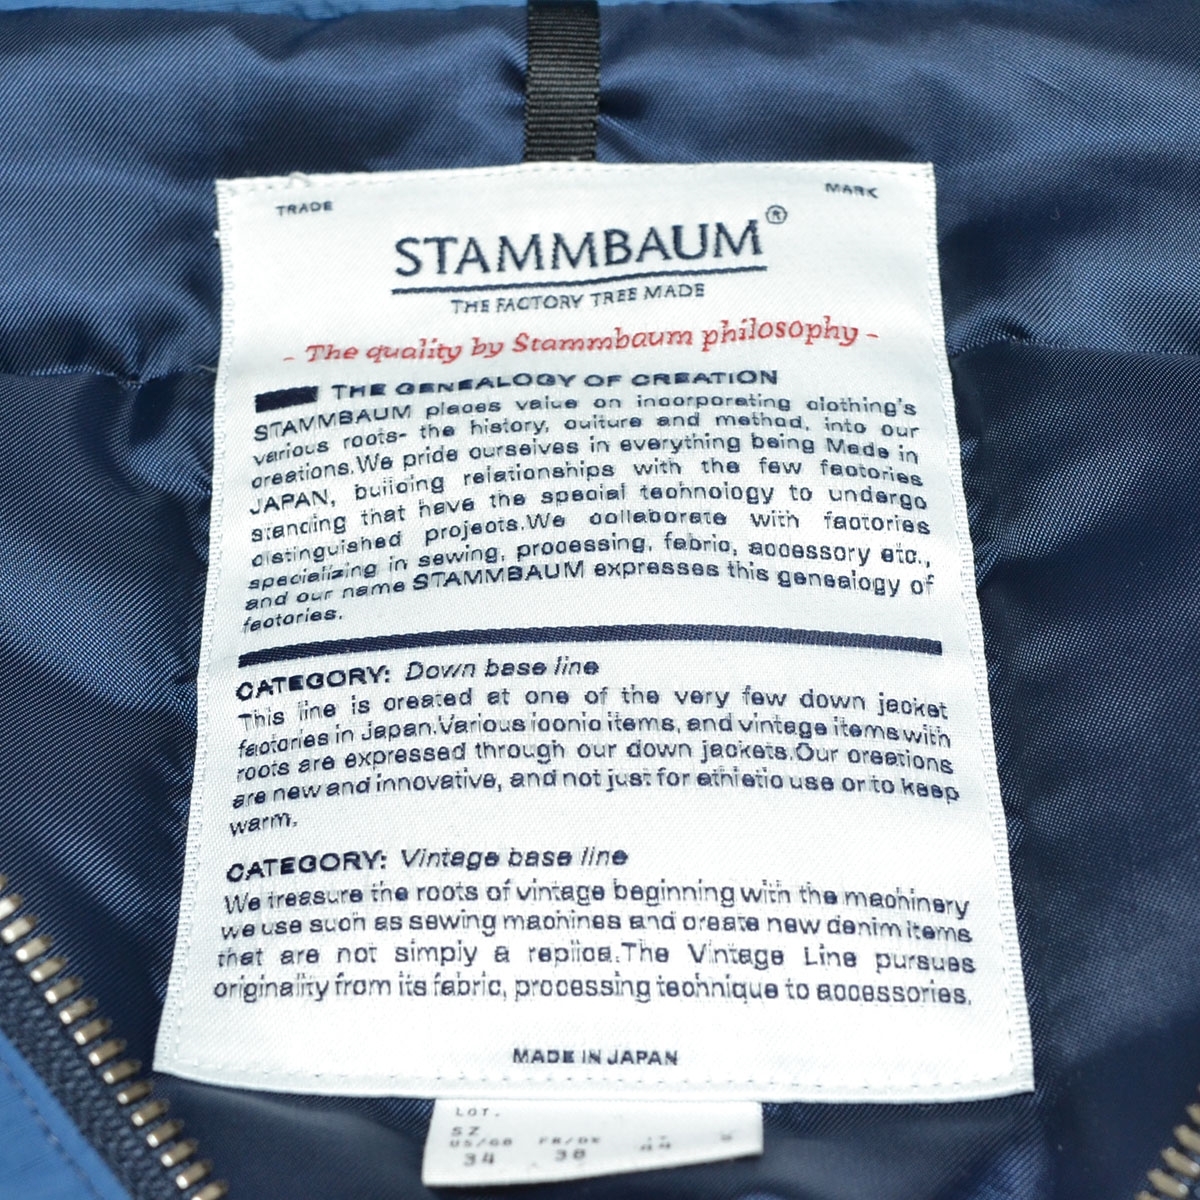 TRADE MARK
STAMMBAUM®
THE FACTORY TREE MADE
- The quality by Stammbaum philosophy -
THE GENEALOGY OF CREATION
STAMMBAUM places value on incorporating clothing's
various roots- the history, culture and method, into our
creations.We pride ourselves in everything being Made in
JAPAN, building relationships with the few factories
standing that have the special technology to undergo
distinguished projects.We collaborate with factories
specializing in sewing, processing, fabric, accessory etc.,
and our name STAMMBAUM expresses this genealogy of
factories.
CATEGORY: Down base line
This line is created at one of the very few down jacket
factories in Japan.Various iconic items, and vintage items with
roots are expressed through our down jackets.Our creations
are new and innovative, and not just for athletic use or to keep
warm.
CATEGORY: Vintage base line
We treasure the roots of vintage beginning with the machinery
we use such as sewing machines and create new denim items
that are not simply a replica.The Vintage Line pursues
originality from its fabric, processing technique to accessories.
MADE IN JAPAN
LOT.
SZ
US/GB FR/DE IT
34 38 44